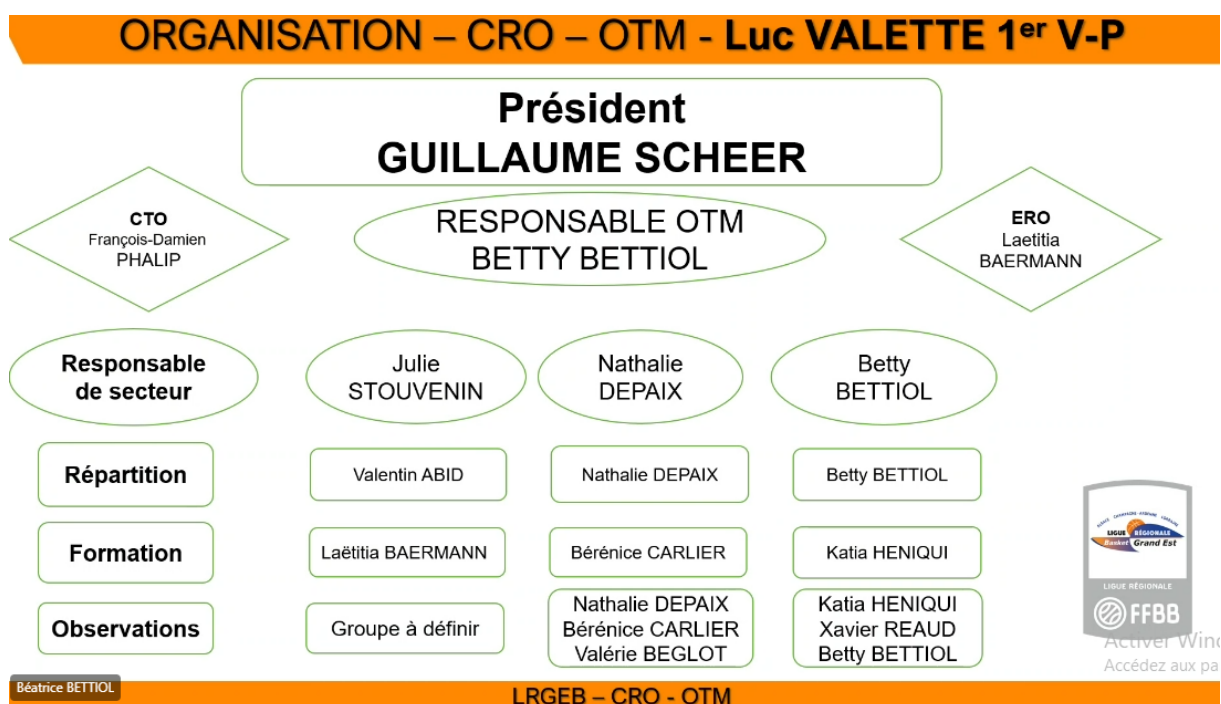 ORGANISATION – CRO – OTM - Luc VALETTE 1er V-P
Président
GUILLAUME SCHEER
CTO
François-Damien
PHALIP
RESPONSABLE OTM
BETTY BETTIOL
ERO
Laetitia
BAERMANN
Responsable
de secteur
Julie
STOUVENIN
Nathalie
DEPAIX
Betty
BETTIOL
Répartition
Valentin ABID
Nathalie DEPAIX
Betty BETTIOL
Formation
Laëtitia BAERMANN
Bérénice CARLIER
Katia HENIQUI
Observations
Groupe à définir
Nathalie DEPAIX
Bérénice CARLIER
Valérie BEGLOT
Katia HENIQUI
Xavier REAUD
Betty BETTIOL
LIGUE RÉGIONALE
Basket Grand Est
LIGUE RÉGIONALE
FFBB
Activer Wind
Accédez aux pa
Béatrice BETTIOL
LRGEB – CRO - OTM